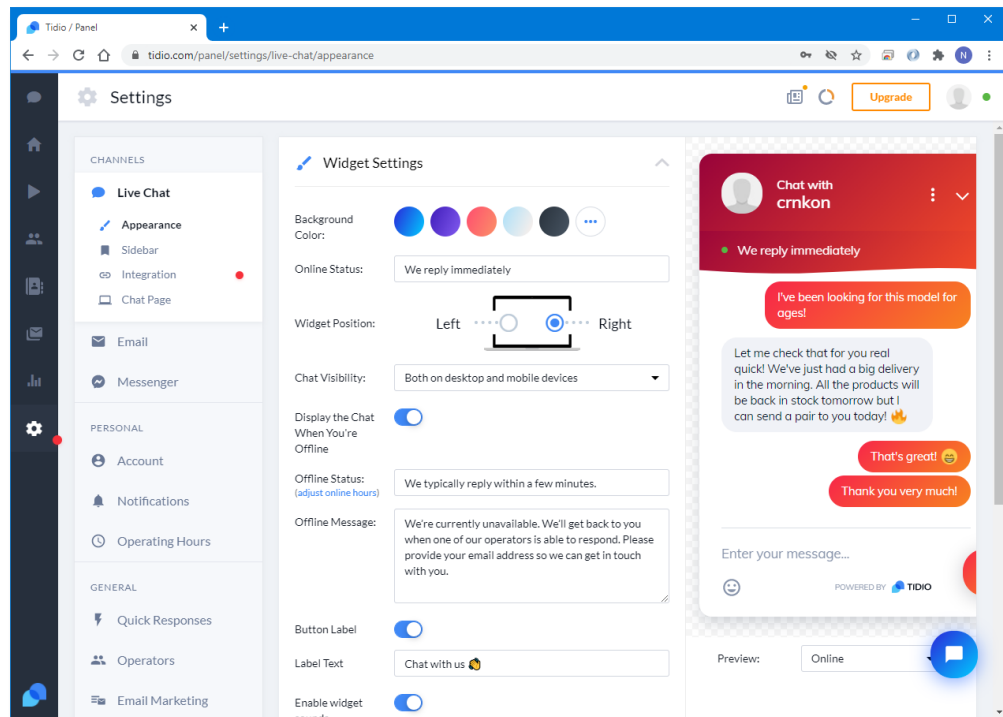 Tidio / Panel
tidio.com/panel/settings/live-chat/appearance
N
Settings
Upgrade
CHANNELS
Live Chat
Appearance
Sidebar
Integration
Chat Page
Email
Messenger
PERSONAL
Account
Notifications
Operating Hours
GENERAL
Quick Responses
Operators
Email Marketing
Widget Settings
Background
Color:
Online Status:
We reply immediately
Widget Position:
Left
Right
Chat Visibility:
Both on desktop and mobile devices
Display the Chat
When You're
Offline
Offline Status:
(adjust online hours)
We typically reply within a few minutes.
Offline Message:
We're currently unavailable. We'll get back to you
when one of our operators is able to respond. Please
provide your email address so we can get in touch
with you.
Button Label
Label Text
Chat with us 👏
Enable widget
Chat with
crnkon
We reply immediately
I've been looking for this model for
ages!
Let me check that for you real
quick! We've just had a big delivery
in the morning. All the products will
be back in stock tomorrow but I
can send a pair to you today! 🔥
That's great! 😄
Thank you very much!
Enter your message...
POWERED BY TIDIO
Preview:
Online